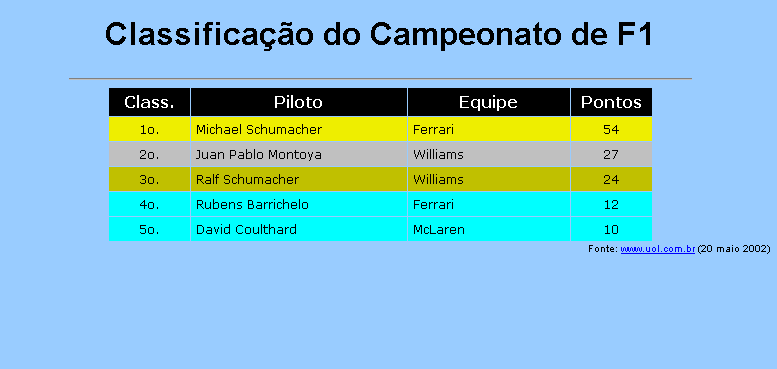 Classificação do Campeonato de F1
Class. Piloto Equipe Pontos
1o. Michael Schumacher Ferrari 54
2o. Juan Pablo Montoya Williams 27
3o. Ralf Schumacher Williams 24
4o. Rubens Barrichelo Ferrari 12
5o. David Coulthard McLaren 10
Fonte: www.uol.com.br (20 maio 2002)